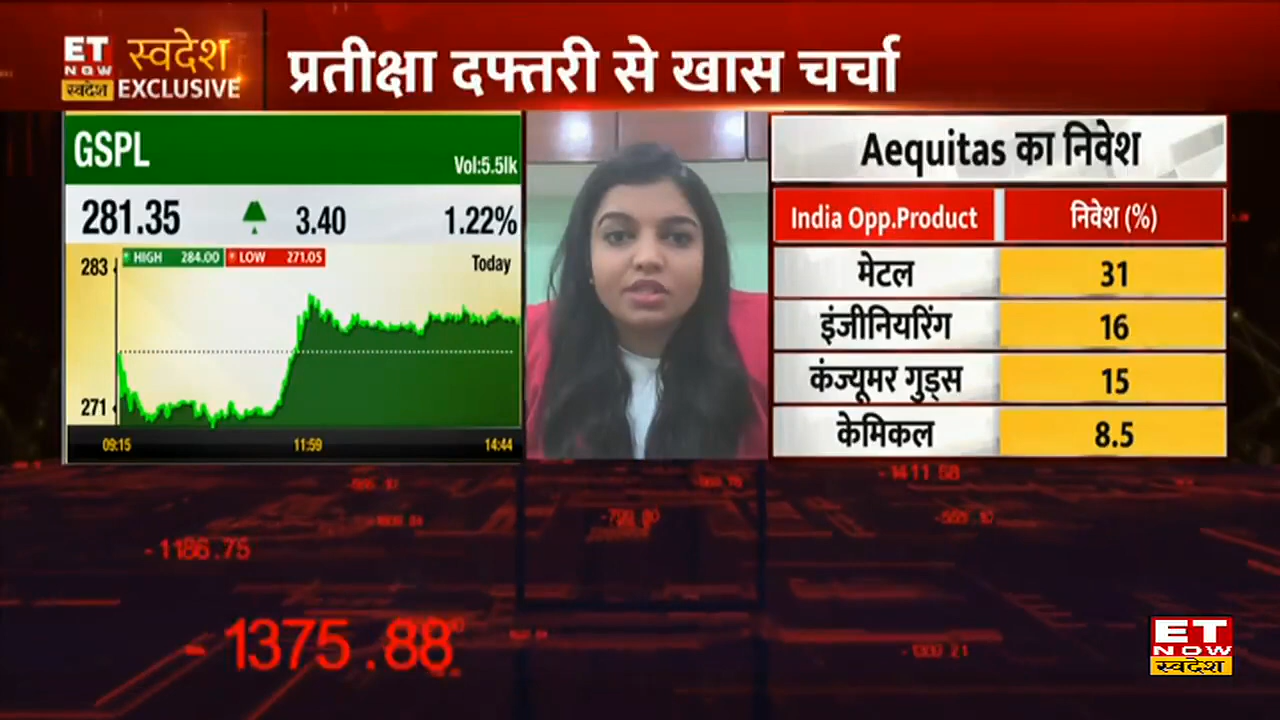 ET NOW स्वदेश
स्वदेश EXCLUSIVE
प्रतीक्षा दफ्तरी से खास चर्चा
GSPL
Vol:5.5lk
281.35 3.40 1.22%
HIGH 284.00 LOW 271.05
Today
283
271
09:15 11:59 14:44
Aequitas का निवेश
India Opp.Product निवेश (%)
मेटल 31
इंजीनियरिंग 16
कंज्यूमर गुड्स 15
केमिकल 8.5
-1411.58
-1186.75
-1375.88
ET
NOW
स्वदेश